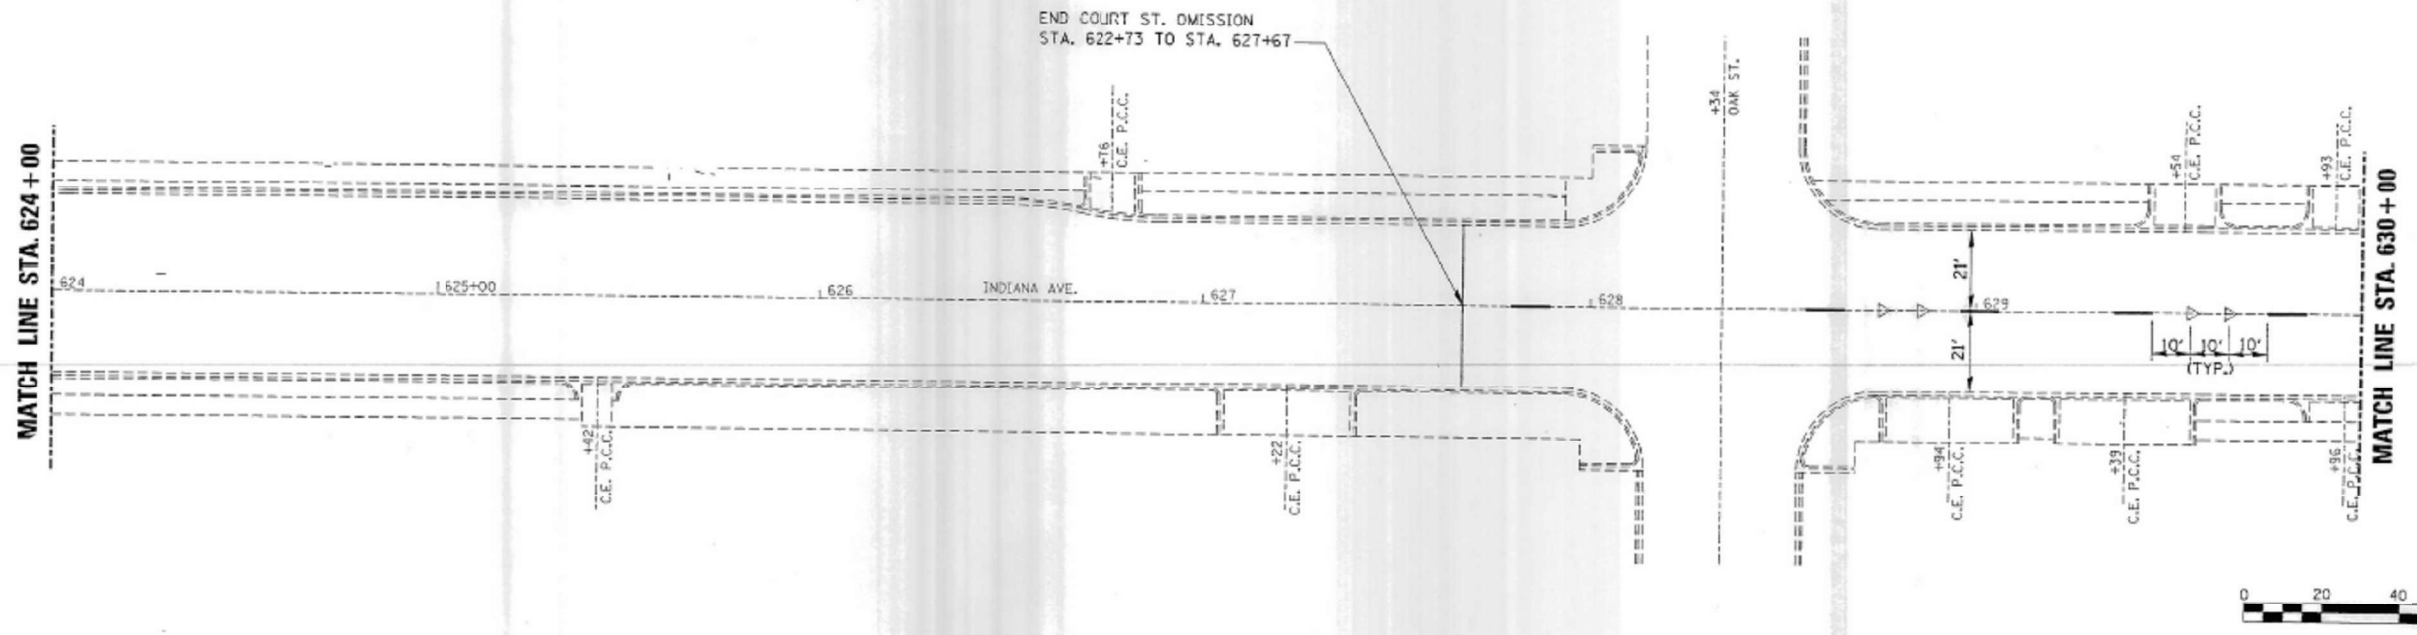 END COURT ST. OMISSION
STA. 622+73 TO STA. 627+67
MATCH LINE STA. 624+00
+76
C.E. P.C.C.
+34
OAK ST.
+54
C.E. P.C.C.
+93
C.E. P.C.C.
MATCH LINE STA. 630+00
624
625+00
626
INDIANA AVE.
627
628
629
21'
21'
10' 10' 10'
(TYP.)
+42
C.E. P.C.C.
+22
C.E. P.C.C.
+94
C.E. P.C.C.
+39
C.E. P.C.C.
+96
C.E. P.C.C.
0 20 40